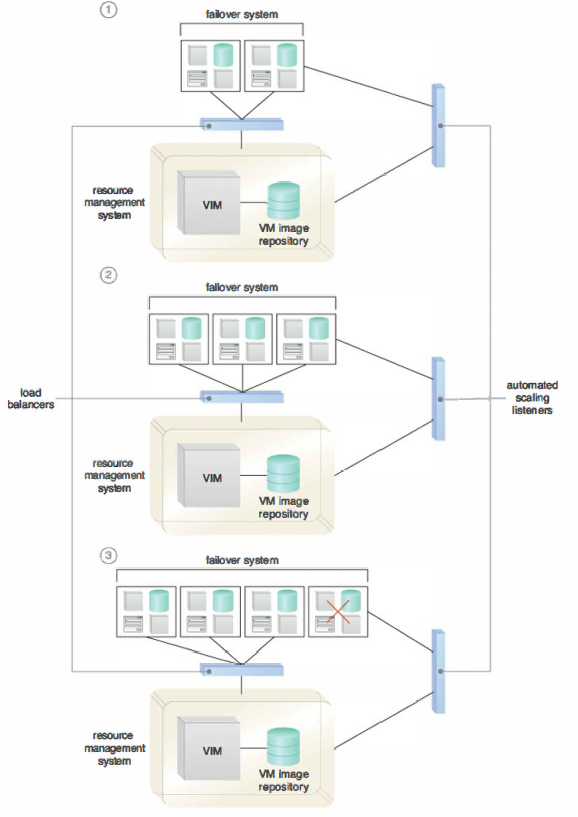 1
failover system
resource
management
system
VIM
VM image
repository
2
failover system
load
balancers
automated
scaling
listeners
resource
management
system
VIM
VM image
repository
3
failover system
resource
management
system
VIM
VM Image
repository